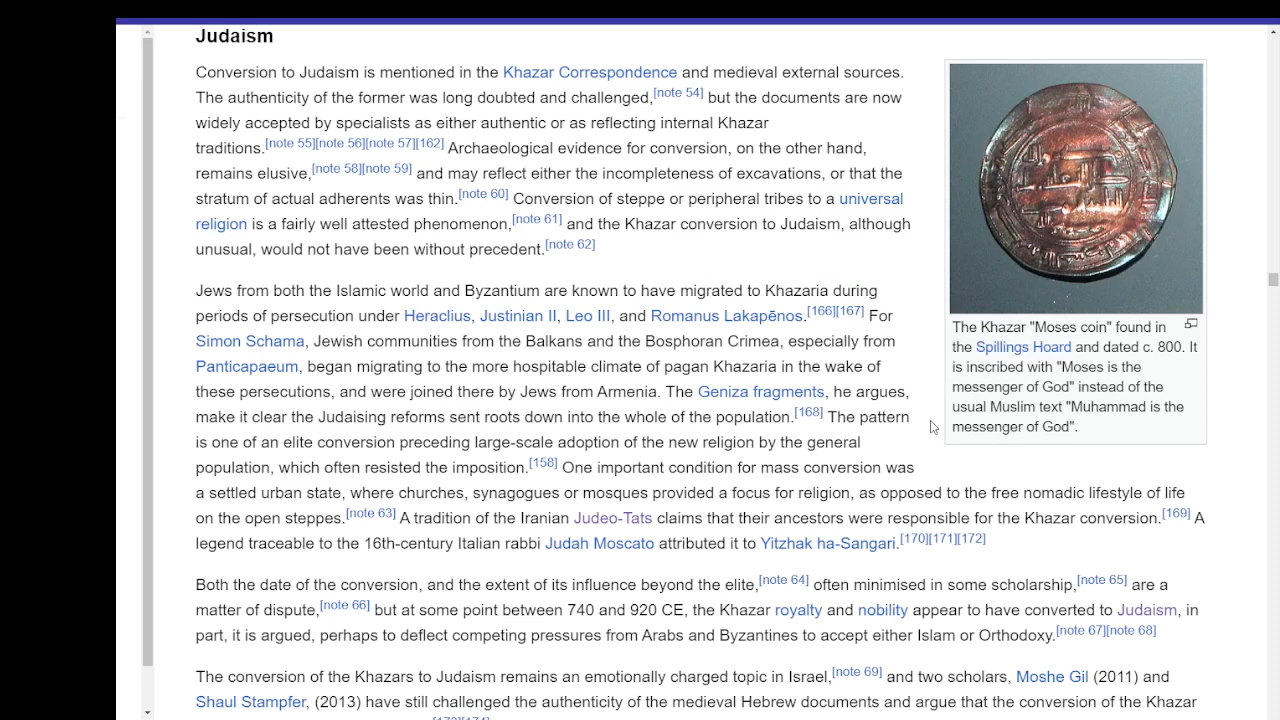 Judaism
Conversion to Judaism is mentioned in the Khazar Correspondence and medieval external sources.
The authenticity of the former was long doubted and challenged,[note 54] but the documents are now
widely accepted by specialists as either authentic or as reflecting internal Khazar
traditions.[note 55][note 56][note 57][162] Archaeological evidence for conversion, on the other hand,
remains elusive,[note 58][note 59] and may reflect either the incompleteness of excavations, or that the
stratum of actual adherents was thin.[note 60] Conversion of steppe or peripheral tribes to a universal
religion is a fairly well attested phenomenon,[note 61] and the Khazar conversion to Judaism, although
unusual, would not have been without precedent.[note 62]
Jews from both the Islamic world and Byzantium are known to have migrated to Khazaria during
periods of persecution under Heraclius, Justinian II, Leo III, and Romanus Lakapēnos.[166][167] For
Simon Schama, Jewish communities from the Balkans and the Bosphoran Crimea, especially from
Panticapaeum, began migrating to the more hospitable climate of pagan Khazaria in the wake of
these persecutions, and were joined there by Jews from Armenia. The Geniza fragments, he argues,
make it clear the Judaising reforms sent roots down into the whole of the population.[168] The pattern
is one of an elite conversion preceding large-scale adoption of the new religion by the general
population, which often resisted the imposition.[158] One important condition for mass conversion was
a settled urban state, where churches, synagogues or mosques provided a focus for religion, as opposed to the free nomadic lifestyle of life
on the open steppes.[note 63] A tradition of the Iranian Judeo-Tats claims that their ancestors were responsible for the Khazar conversion.[169] A
legend traceable to the 16th-century Italian rabbi Judah Moscato attributed it to Yitzhak ha-Sangari.[170][171][172]
Both the date of the conversion, and the extent of its influence beyond the elite,[note 64] often minimised in some scholarship,[note 65] are a
matter of dispute,[note 66] but at some point between 740 and 920 CE, the Khazar royalty and nobility appear to have converted to Judaism, in
part, it is argued, perhaps to deflect competing pressures from Arabs and Byzantines to accept either Islam or Orthodoxy.[note 67][note 68]
The conversion of the Khazars to Judaism remains an emotionally charged topic in Israel,[note 69] and two scholars, Moshe Gil (2011) and
Shaul Stampfer, (2013) have still challenged the authenticity of the medieval Hebrew documents and argue that the conversion of the Khazar
The Khazar "Moses coin" found in
the Spillings Hoard and dated c. 800. It
is inscribed with "Moses is the
messenger of God" instead of the
usual Muslim text "Muhammad is the
messenger of God".